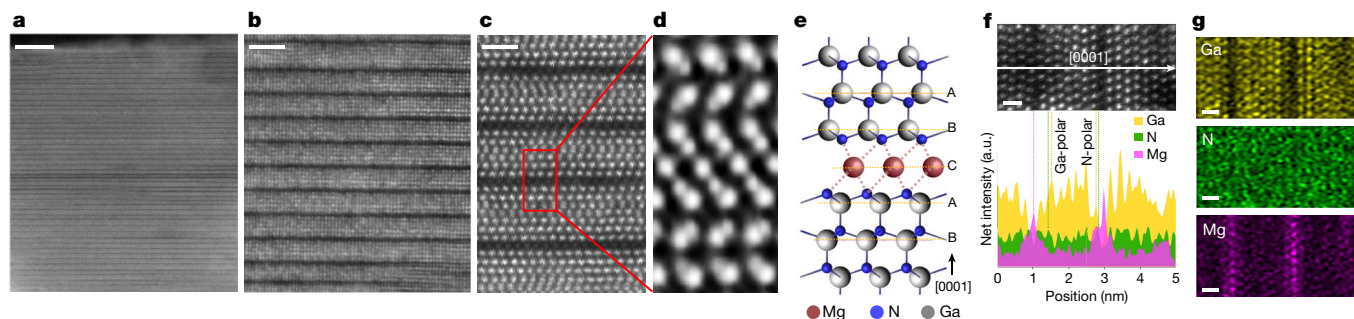 a
b
c
d
e
A
B
C
A
B
[0001]
Mg N Ga
f
[0001]
Ga-polar
N-polar
Ga
N
Mg
Net intensity (a.u.)
0 1 2 3 4 5
Position (nm)
g
Ga
N
Mg